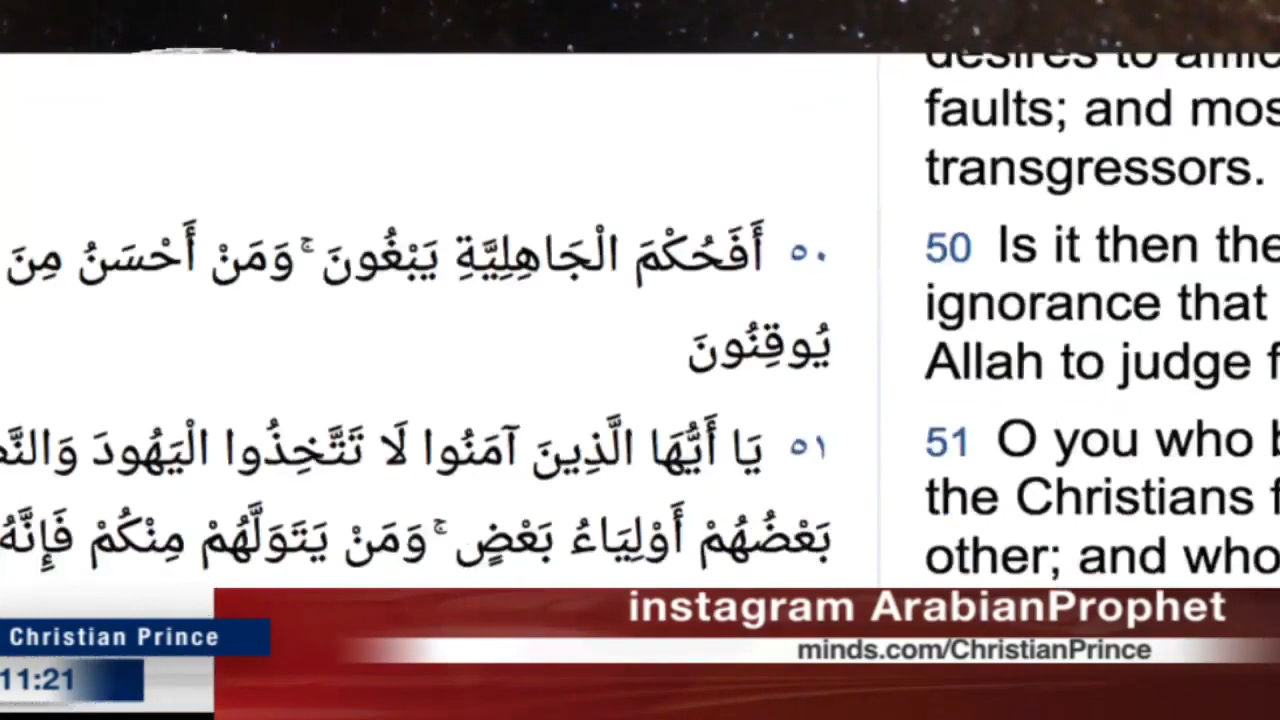 faults; and mos
transgressors.
٥٠ أَفَحُكْمَ الْجَاهِلِيَّةِ يَبْغُونَ ۚ وَمَنْ أَحْسَنُ مِنَ
يُوقِنُونَ
50 Is it then the
ignorance that
Allah to judge f
٥١ يَا أَيُّهَا الَّذِينَ آمَنُوا لَا تَتَّخِذُوا الْيَهُودَ
بَعْضُهُمْ أَوْلِيَاءُ بَعْضٍ ۚ وَمَنْ يَتَوَلَّهُمْ مِنْكُمْ فَإِنَّهُ
51 O you who b
the Christians f
other; and who
instagram ArabianProphet
minds.com/ChristianPrince
Christian Prince
11:21